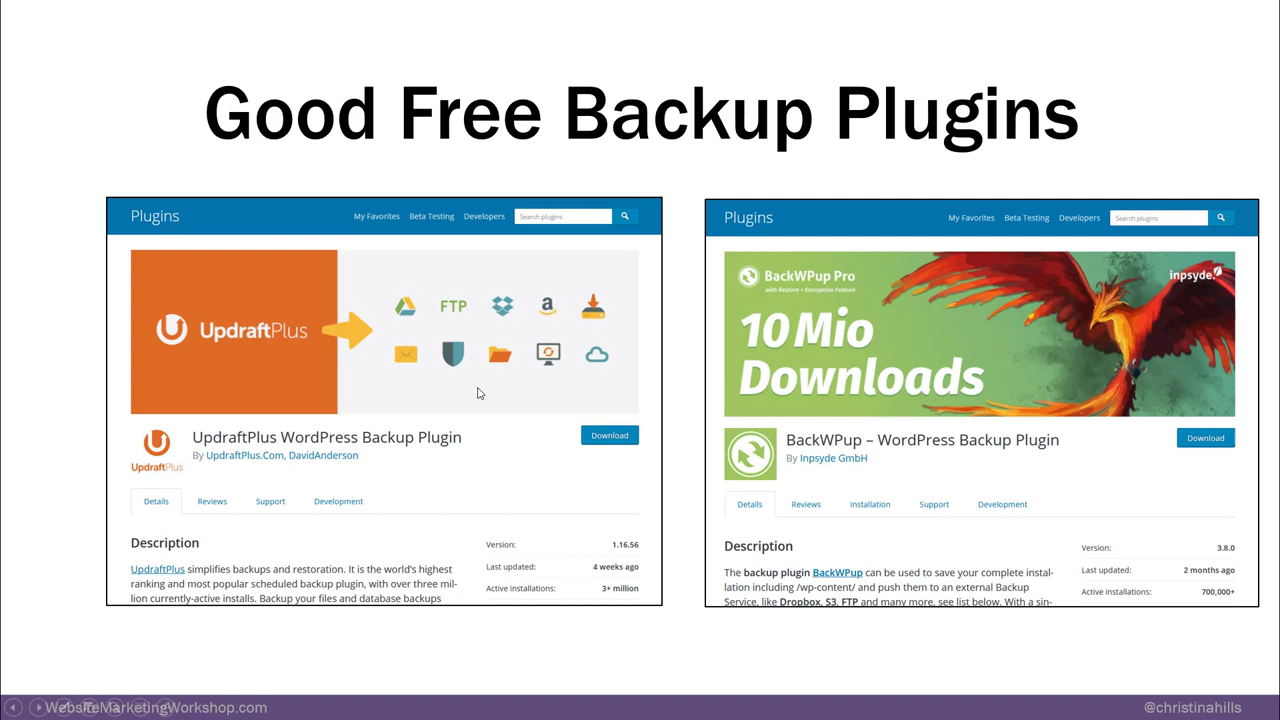 Good Free Backup Plugins
Plugins
My Favorites Beta Testing Developers Search plugins
UpdraftPlus
FTP
a
UpdraftPlus WordPress Backup Plugin
Download
By UpdraftPlus.Com, DavidAnderson
UpdraftPlus
Details Reviews Support Development
Description
UpdraftPlus simplifies backups and restoration. It is the world's highest
ranking and most popular scheduled backup plugin, with over three mil-
lion currently-active installs. Backup your files and database backups
Version: 1.16.56
Last updated: 4 weeks ago
Active installations: 3+ million
Plugins
My Favorites Beta Testing Developers Search plugins
BackWPup Pro
with Restore + Encryption Feature
inpsyde.
10 Mio
Downloads
BackWPup – WordPress Backup Plugin
Download
By Inpsyde GmbH
Details Reviews Installation Support Development
Description
The backup plugin BackWPup can be used to save your complete instal-
lation including /wp-content/ and push them to an external Backup
Service, like Dropbox, S3, FTP and many more, see list below. With a sin-
Version: 3.8.0
Last updated: 2 months ago
Active installations: 700,000+
WebsiteMarketingWorkshop.com
@christinahills